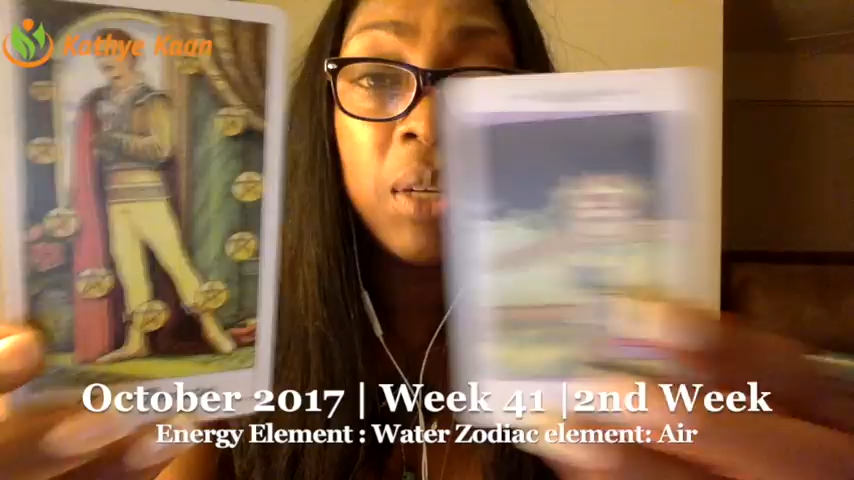 Kathye Kaan
October 2017 | Week 41 |2nd Week
Energy Element : Water Zodiac element: Air